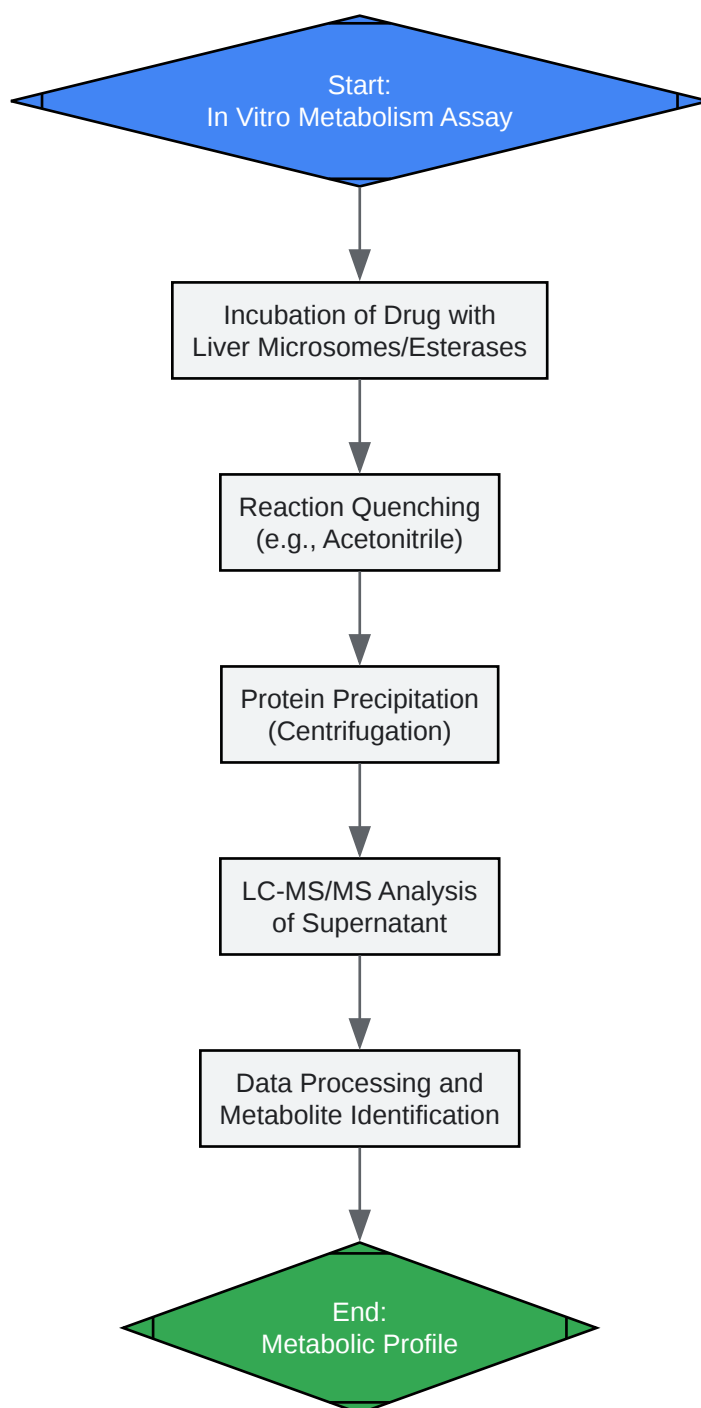 Start:
In Vitro Metabolism Assay
Incubation of Drug with
Liver Microsomes/Esterases
Reaction Quenching
(e.g., Acetonitrile)
Protein Precipitation
(Centrifugation)
LC-MS/MS Analysis
of Supernatant
Data Processing and
Metabolite Identification
End:
Metabolic Profile